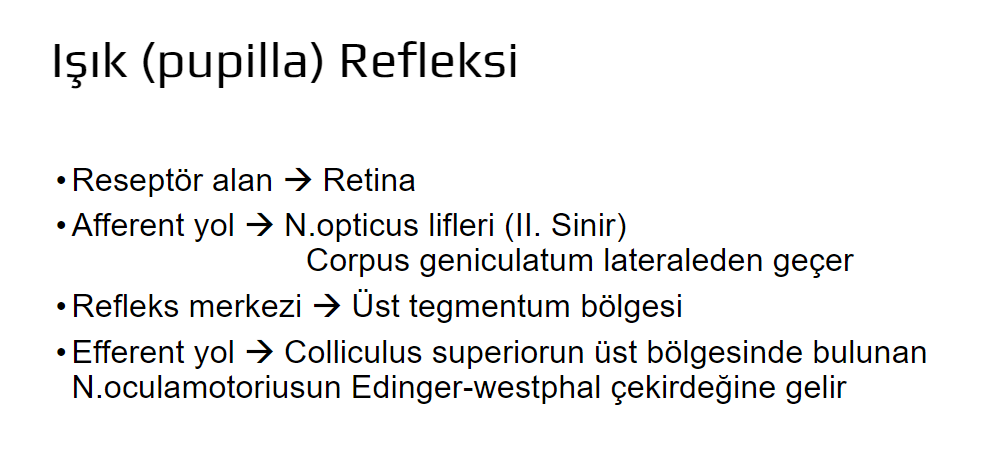 Işık (pupilla) Refleksi
• Reseptör alan → Retina
• Afferent yol → N.opticus lifleri (II. Sinir)
Corpus geniculatum lateraleden geçer
• Refleks merkezi → Üst tegmentum bölgesi
• Efferent yol → Colliculus superiorun üst bölgesinde bulunan
N.oculamotoriusun Edinger-westphal çekirdeğine gelir